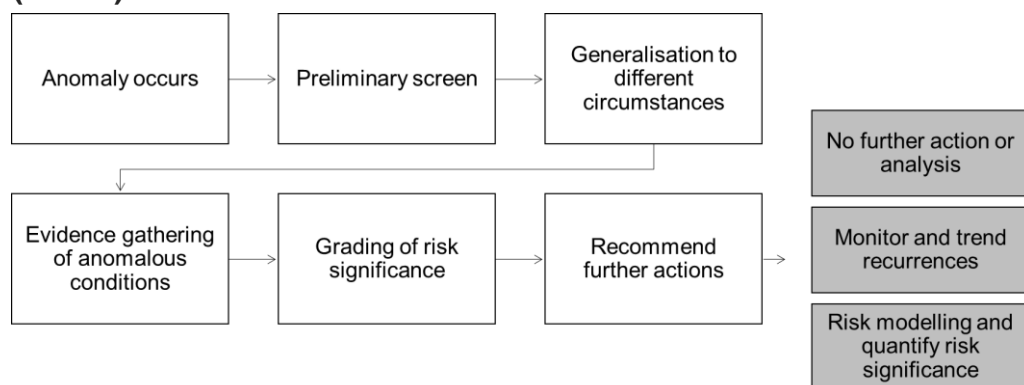 Anomaly occurs
Preliminary screen
Generalisation to
different
circumstances
Evidence gathering
of anomalous
conditions
Grading of risk
significance
Recommend
further actions
No further action or
analysis
Monitor and trend
recurrences
Risk modelling and
quantify risk
significance